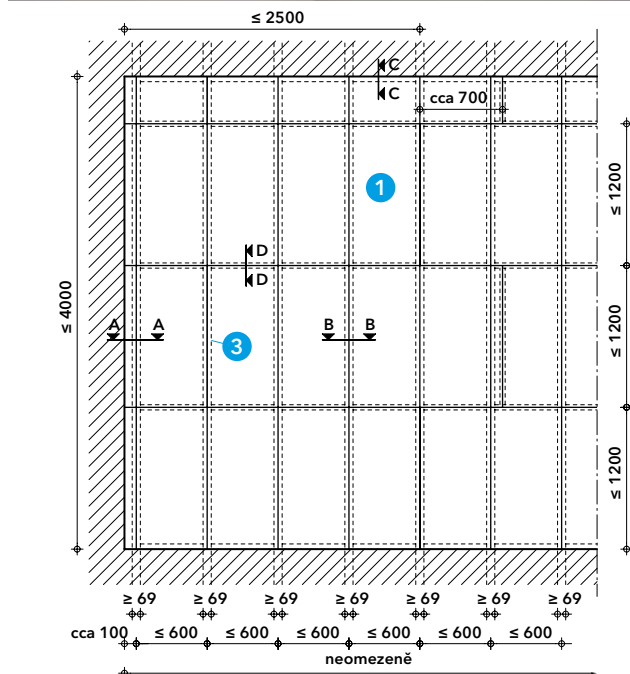 ≤ 2500
C
C
cca 700
1
≤ 1200
D
D
≤ 4000
A A
B B
3
≤ 1200
≤ 1200
≥ 69 ≥ 69 ≥ 69 ≥ 69 ≥ 69 ≥ 69 ≥ 69
cca 100 ≤ 600 ≤ 600 ≤ 600 ≤ 600 ≤ 600 ≤ 600
neomezeně